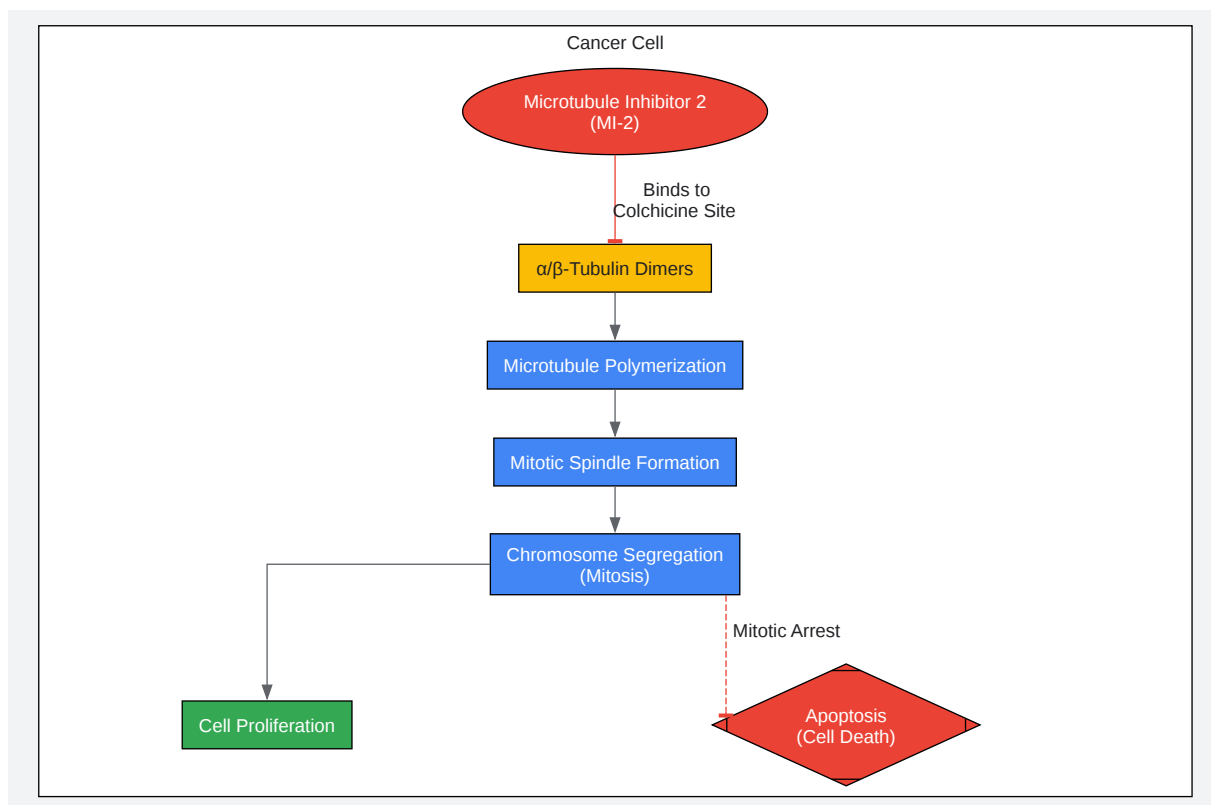 Cancer Cell
Microtubule Inhibitor 2
(MI-2)
Binds to
Colchicine Site
α/β-Tubulin Dimers
Microtubule Polymerization
Mitotic Spindle Formation
Chromosome Segregation
(Mitosis)
Mitotic Arrest
Cell Proliferation
Apoptosis
(Cell Death)